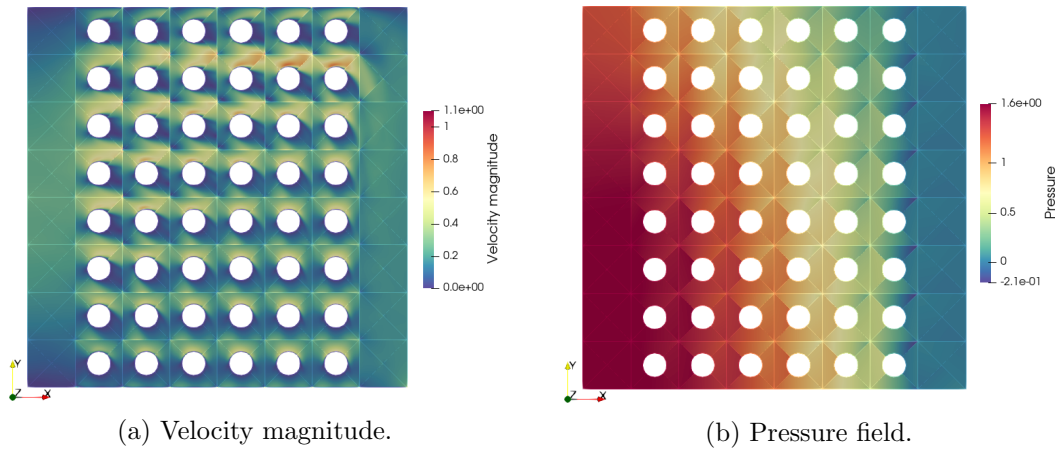 1.1e+00
1
0.8
0.6
0.4
0.2
0.0e+00
Velocity magnitude
Y
Z
X
(a) Velocity magnitude.
1.6e+00
1
0.5
0
-2.1e-01
Pressure
Y
Z
X
(b) Pressure field.